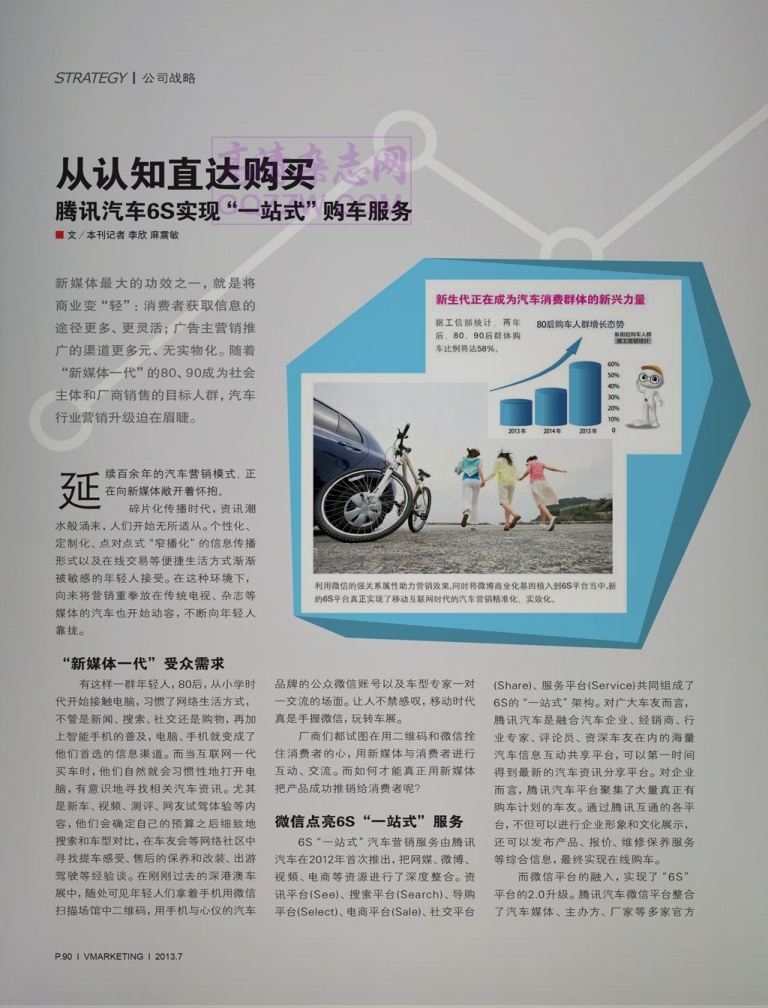 STRATEGY | 公司战略
从认知直达购买
腾讯汽车6S实现“一站式”购车服务
■ 文／本刊记者 李欣 麻震敏
新媒体最大的功效之一，就是将
商业变“轻”：消费者获取信息的
途径更多、更灵活；广告主营销推
广的渠道更多元、无实物化。随着
“新媒体一代”的80、90成为社会
主体和厂商销售的目标人群，汽车
行业营销升级迫在眉睫。
新生代正在成为汽车消费群体的新兴力量
据工信部统计，两年
后，80、90后群体购
车比例将达58%。
80后购车人群增长态势
80后购车人群
据工信部统计
60%
50%
40%
30%
20%
10%
0
2013年 2014年 2015年
利用微信的强关系属性助力营销效果,同时将微博商业化基因植入到6S平台当中,新
的6S平台真正实现了移动互联网时代的汽车营销精准化、实效化。
延续百余年的汽车营销模式，正
在向新媒体敞开着怀抱。
碎片化传播时代，资讯潮
水般涌来，人们开始无所适从。个性化、
定制化、点对点式“窄播化”的信息传播
形式以及在线交易等便捷生活方式渐渐
被敏感的年轻人接受。在这种环境下，
向来将营销重拳放在传统电视、杂志等
媒体的汽车也开始动容，不断向年轻人
靠拢。
“新媒体一代”受众需求
有这样一群年轻人，80后，从小学时
代开始接触电脑，习惯了网络生活方式，
不管是新闻、搜索、社交还是购物，再加
上智能手机的普及，电脑、手机就变成了
他们首选的信息渠道。而当互联网一代
买车时，他们自然就会习惯性地打开电
脑，有意识地寻找相关汽车资讯。尤其
是新车、视频、测评、网友试驾体验等内
容，他们会确定自己的预算之后细致地
搜索和车型对比，在车友会等网络社区中
寻找提车感受、售后的保养和改装、出游
驾驶等经验谈。在刚刚过去的深港澳车
展中，随处可见年轻人们拿着手机用微信
扫描场馆中二维码，用手机与心仪的汽车
品牌的公众微信账号以及车型专家一对
一交流的场面。让人不禁感叹，移动时代
真是手握微信，玩转车展。
厂商们都试图在用二维码和微信拴
住消费者的心，用新媒体与消费者进行
互动、交流。而如何才能真正用新媒体
把产品成功推销给消费者呢？
微信点亮6S“一站式”服务
6S“一站式”汽车营销服务由腾讯
汽车在2012年首次推出，把网媒、微博、
视频、电商等资源进行了深度整合。资
讯平台(See)、搜索平台(Search)、导购
平台(Select)、电商平台(Sale)、社交平台
(Share)、服务平台(Service)共同组成了
6S的“一站式”架构。对广大车友而言，
腾讯汽车是融合汽车企业、经销商、行
业专家、评论员、资深车友在内的海量
汽车信息互动共享平台，可以第一时间
得到最新的汽车资讯分享平台。对企业
而言，腾讯汽车平台聚集了大量真正有
购车计划的车友。通过腾讯互通的各平
台，不但可以进行企业形象和文化展示，
还可以发布产品、报价、维修保养服务
等综合信息，最终实现在线购车。
而微信平台的融入，实现了“6S”
平台的2.0升级。腾讯汽车微信平台整合
了汽车媒体、主办方、厂家等多家官方
P.90 | VMARKETING | 2013.7